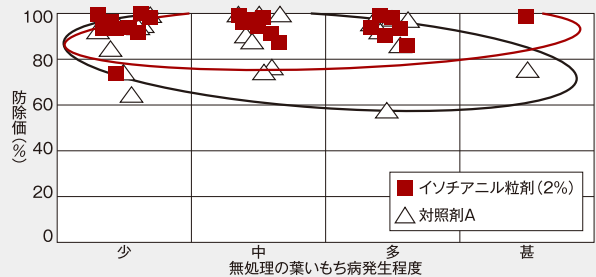 防除価(%)
100
80
60
40
20
0
イソチアニル粒剤(2%)
対照剤A
少 中 多 甚
無処理の葉いもち病発生程度